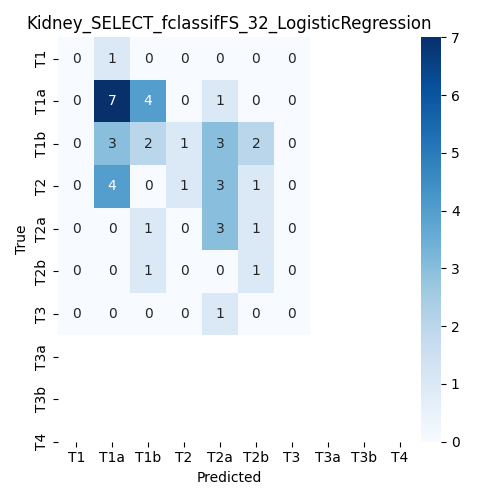 Kidney_SELECT_fclassifFS_32_LogisticRegression
T1 0 1 0 0 0 0 0
T1a 0 7 4 0 1 0 0
T1b 0 3 2 1 3 2 0
T2 0 4 0 1 3 1 0
T2a 0 0 1 0 3 1 0
T2b 0 0 1 0 0 1 0
T3 0 0 0 0 1 0 0
T3a
T3b
T4
True
T1 T1a T1b T2 T2a T2b T3 T3a T3b T4
Predicted
7
6
5
4
3
2
1
0